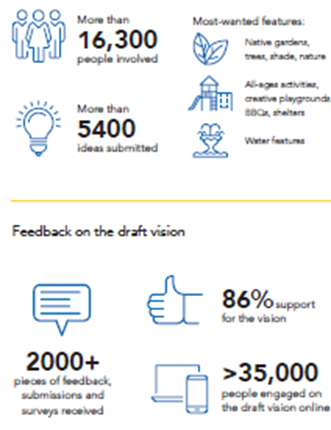 More than
16,300
people involved
More than
5400
ideas submitted
Most-wanted features:
Native gardens,
trees, shade, nature
All-ages activities,
creative playgrounds
BBQs, shelters
Water features
Feedback on the draft vision
2000+
pieces of feedback,
submissions and
surveys received
86% support
for the vision
>35,000
people engaged on
the draft vision online